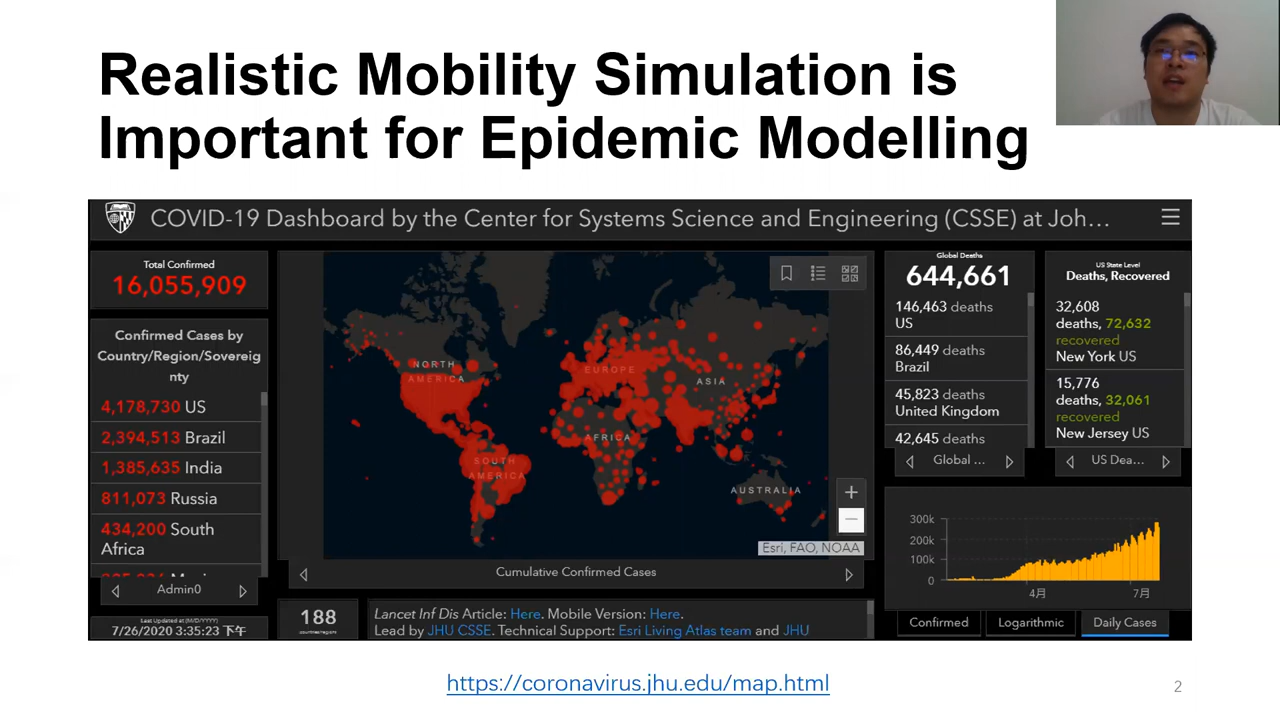 Realistic Mobility Simulation is
Important for Epidemic Modelling
COVID-19 Dashboard by the Center for Systems Science and Engineering (CSSE) at Joh…
Total Confirmed
16,055,909
Confirmed Cases by
Country/Region/Sovereig
nty
4,178,730 US
2,394,513 Brazil
1,385,635 India
811,073 Russia
434,200 South
Africa
Admin0
Last Updated at (M/D/YYYY)
7/26/2020 3:35:23 下午
NORTH
AMERICA
EUROPE
ASIA
AFRICA
SOUTH
AMERICA
AUSTRALIA
Esri, FAO, NOAA
Cumulative Confirmed Cases
188
countries/regions
Lancet Inf Dis Article: Here. Mobile Version: Here.
Lead by JHU CSSE. Technical Support: Esri Living Atlas team and JHU
Global Deaths
644,661
146,463 deaths
US
86,449 deaths
Brazil
45,823 deaths
United Kingdom
42,645 deaths
Global ...
US State Level
Deaths, Recovered
32,608
deaths, 72,632
recovered
New York US
15,776
deaths, 32,061
recovered
New Jersey US
US Dea...
300k
200k
100k
0
4月
7月
Confirmed
Logarithmic
Daily Cases
https://coronavirus.jhu.edu/map.html
2